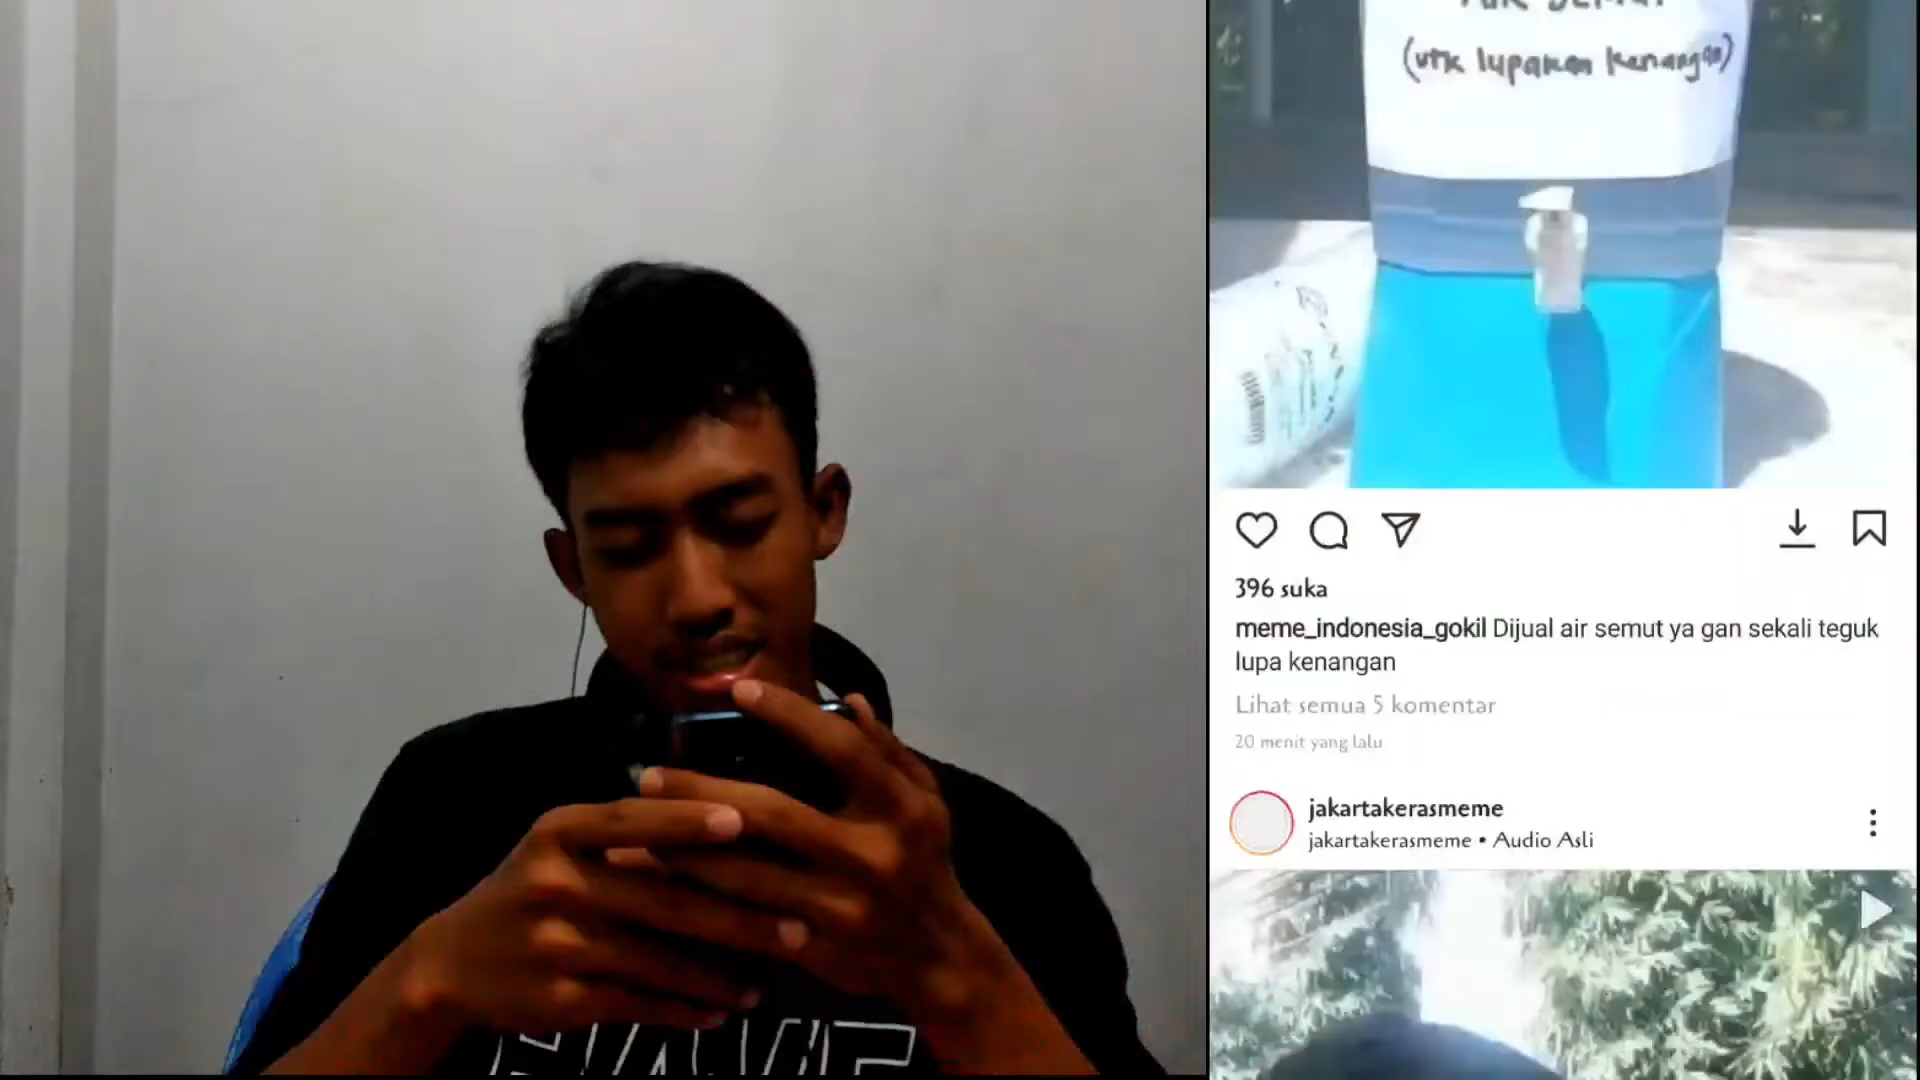 (utk lupakan kenangan)
396 suka
meme_indonesia_gokil Dijual air semut ya gan sekali teguk
lupa kenangan
Lihat semua 5 komentar
20 menit yang lalu
jakartakerasmeme
jakartakerasmeme • Audio Asli